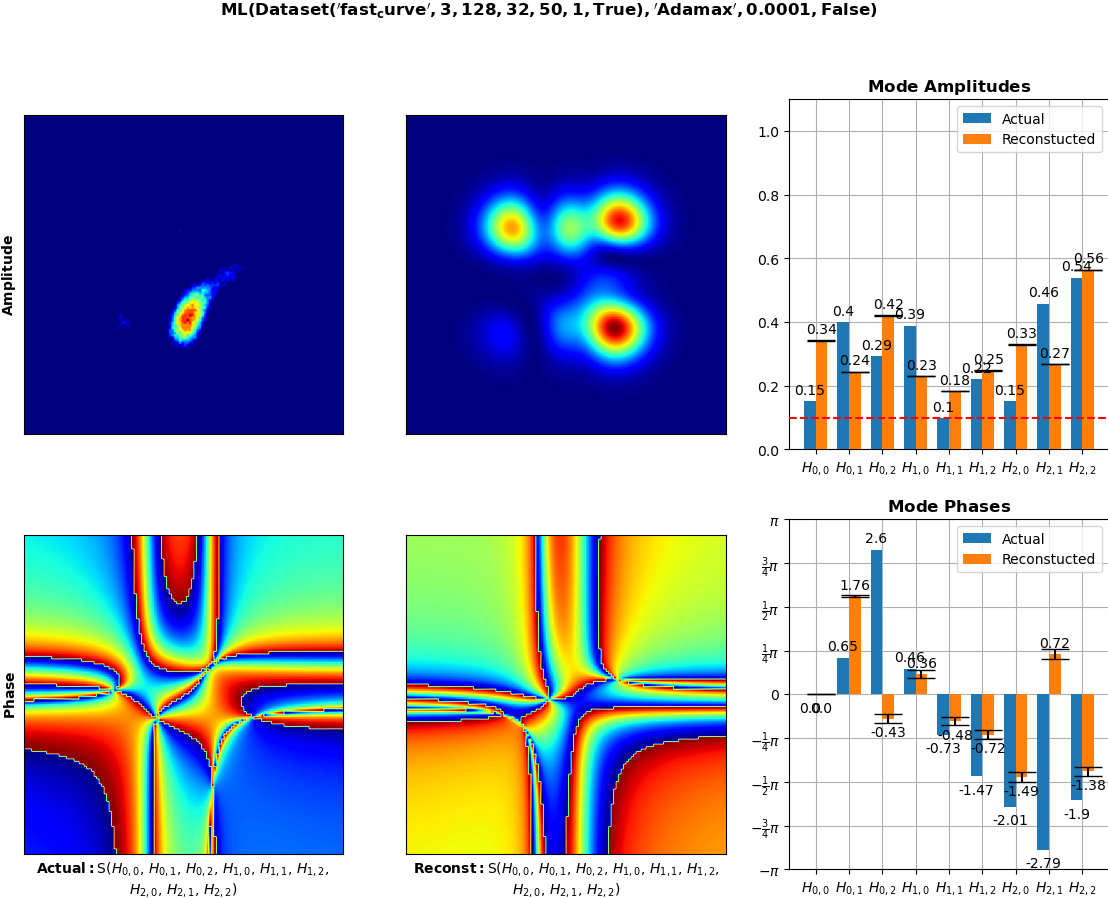 ML(Dataset('fast_curve', 3, 128, 32, 50, 1, True), 'Adamax', 0.0001, False)
Amplitude
Mode Amplitudes
Actual
Reconstucted
1.0
0.8
0.6
0.4
0.2
0.0
0.15
0.34
0.4
0.24
0.29
0.42
0.39
0.23
0.1
0.18
0.22
0.25
0.15
0.33
0.46
0.27
0.54
0.56
H0,0 H0,1 H0,2 H1,0 H1,1 H1,2 H2,0 H2,1 H2,2
Phase
Actual: S(H0,0, H0,1, H0,2, H1,0, H1,1, H1,2,
H2,0, H2,1, H2,2)
Reconst: S(H0,0, H0,1, H0,2, H1,0, H1,1, H1,2,
H2,0, H2,1, H2,2)
Mode Phases
Actual
Reconstucted
π
3/4π
1/2π
1/4π
0
−1/4π
−1/2π
−3/4π
−π
0.0
0.0
0.65
1.76
2.6
-0.43
0.46
0.36
-0.73
-0.48
-1.47
-0.72
-2.01
-1.49
-2.79
0.72
-1.9
-1.38
H0,0 H0,1 H0,2 H1,0 H1,1 H1,2 H2,0 H2,1 H2,2